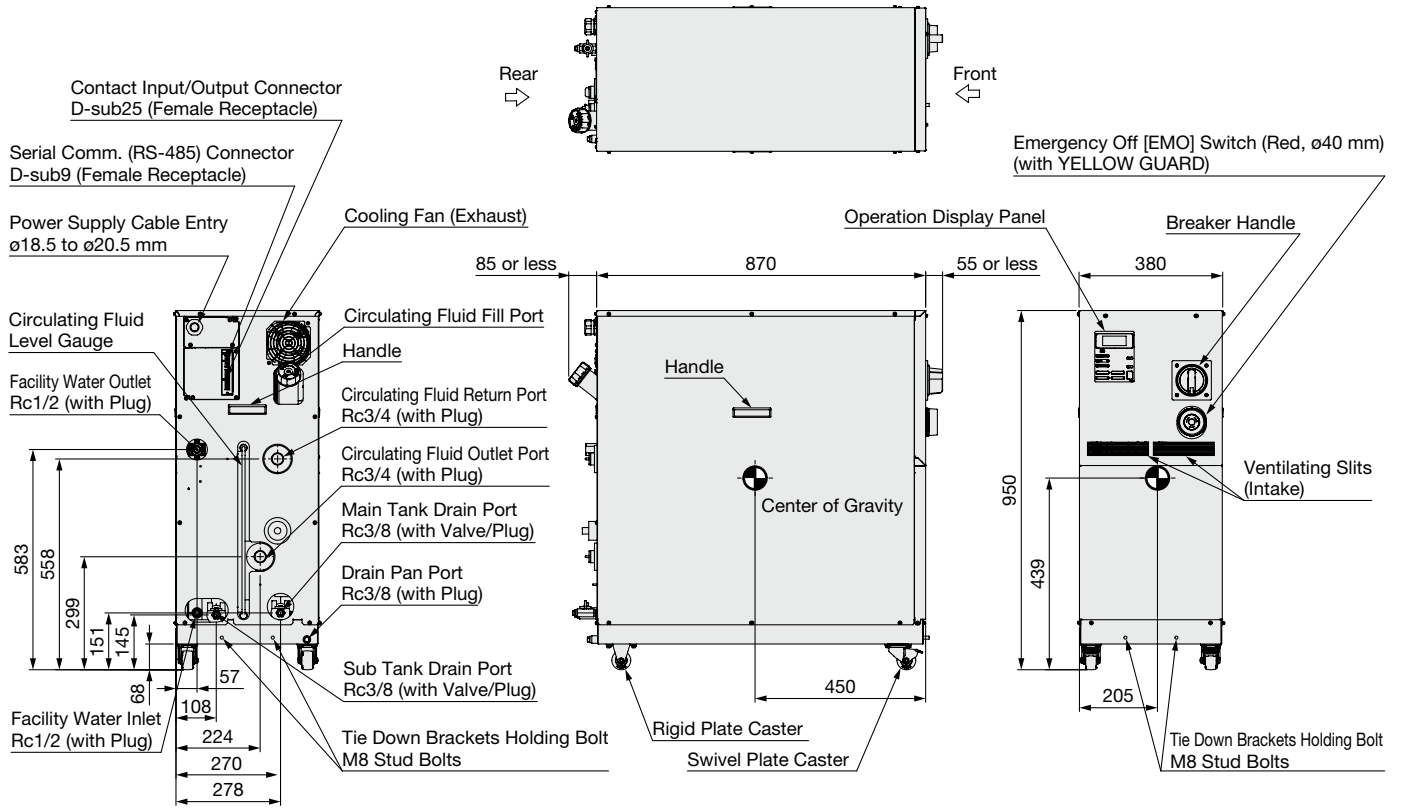 Rear
Front
Contact Input/Output Connector
D-sub25 (Female Receptacle)
Serial Comm. (RS-485) Connector
D-sub9 (Female Receptacle)
Power Supply Cable Entry
ø18.5 to ø20.5 mm
Cooling Fan (Exhaust)
Circulating Fluid
Level Gauge
Circulating Fluid Fill Port
Handle
Facility Water Outlet
Rc1/2 (with Plug)
Circulating Fluid Return Port
Rc3/4 (with Plug)
Circulating Fluid Outlet Port
Rc3/4 (with Plug)
Main Tank Drain Port
Rc3/8 (with Valve/Plug)
Drain Pan Port
Rc3/8 (with Plug)
Sub Tank Drain Port
Rc3/8 (with Valve/Plug)
Facility Water Inlet
Rc1/2 (with Plug)
Tie Down Brackets Holding Bolt
M8 Stud Bolts
583
558
299
151
145
68
57
108
224
270
278
85 or less
870
55 or less
Handle
Center of Gravity
450
Rigid Plate Caster
Swivel Plate Caster
Emergency Off [EMO] Switch (Red, ø40 mm)
(with YELLOW GUARD)
Operation Display Panel
Breaker Handle
380
950
439
205
Ventilating Slits
(Intake)
Tie Down Brackets Holding Bolt
M8 Stud Bolts